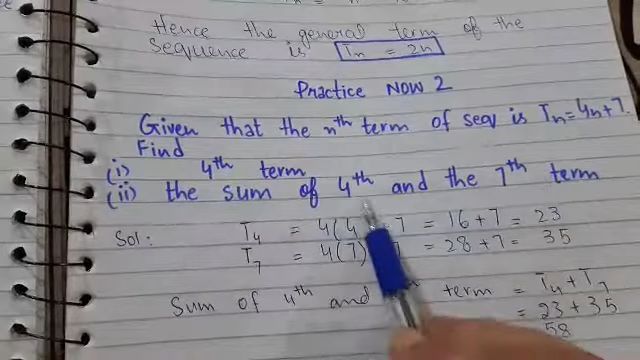 Hence the general term of the
sequence is Tn = 2n
Practice NOW 2
Given that the nth term of seq is Tn=4n+7.
Find
(i) 4th term
(ii) the sum of 4th and the 7th term
Sol: T4 = 4(4 7 = 16+7 = 23
T7 = 4(7) 7 = 28+7= 35
Sum of 4th and term = T4+T7
= 23+35
58